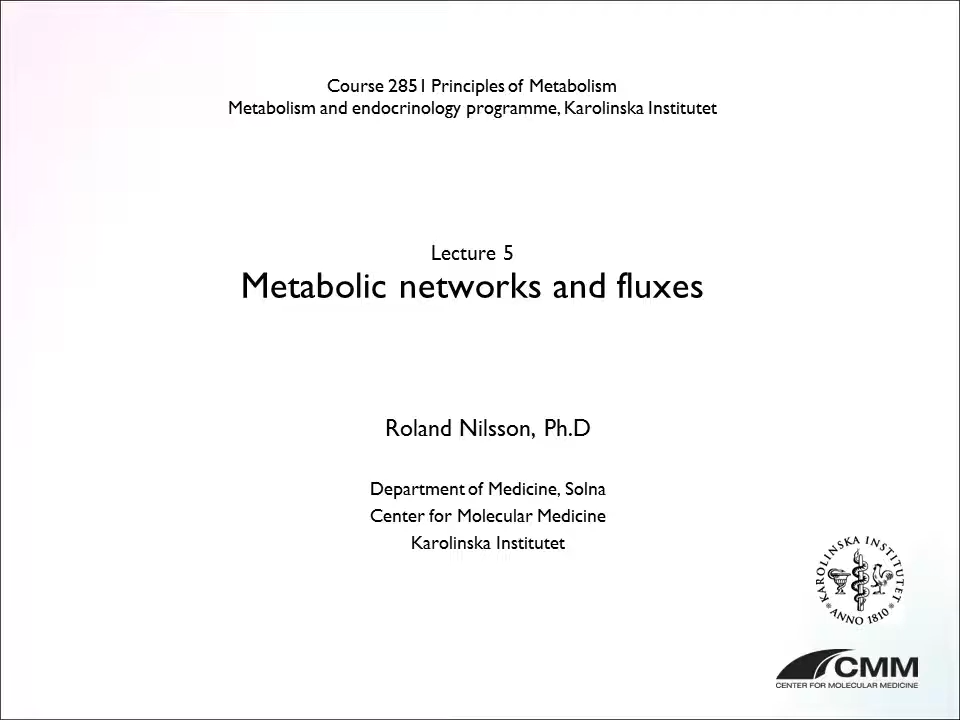 Course 2851 Principles of Metabolism
Metabolism and endocrinology programme, Karolinska Institutet
Lecture 5
Metabolic networks and fluxes
Roland Nilsson, Ph.D
Department of Medicine, Solna
Center for Molecular Medicine
Karolinska Institutet
KAROLINSKA INSTITUTET
ANNO 1810
CMM
CENTER FOR MOLECULAR MEDICINE